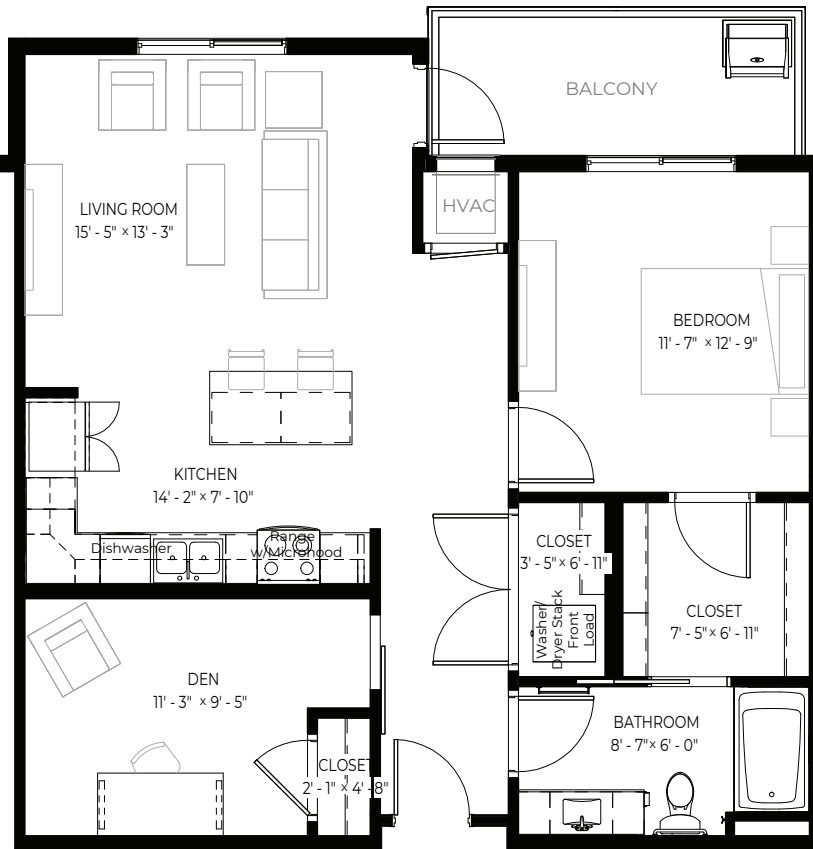 BALCONY
HVAC
LIVING ROOM
15' - 5" x 13' - 3"
BEDROOM
11' - 7" x 12' - 9"
KITCHEN
14' - 2" x 7' - 10"
Dishwasher
Range
w/Microhood
CLOSET
3' - 5" x 6' - 11"
Washer/
Dryer Stack
Front
Load
CLOSET
7' - 5" x 6' - 11"
DEN
11' - 3" x 9' - 5"
CLOSET
2' - 1" x 4' - 8"
BATHROOM
8' - 7" x 6' - 0"